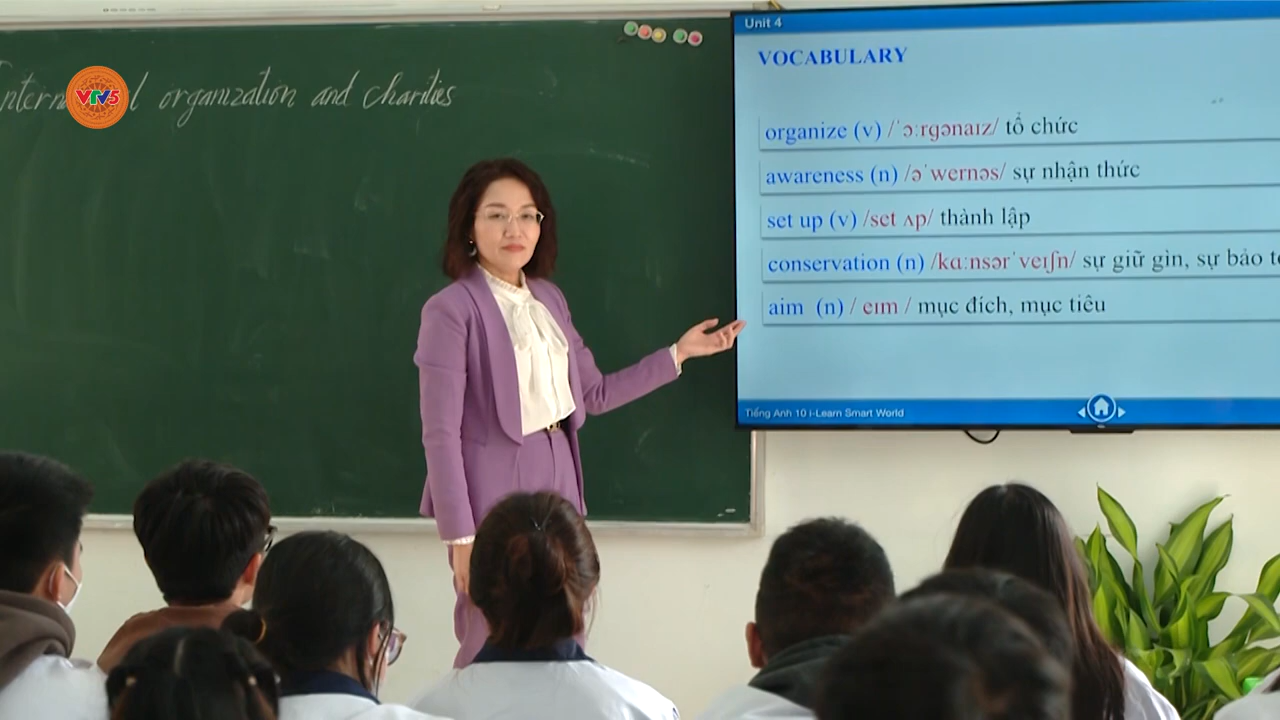 International organization and charities
VTV5
Unit 4
VOCABULARY
organize (v) /ˈɔːrɡənaɪz/ tổ chức
awareness (n) /əˈwernəs/ sự nhận thức
set up (v) /set ʌp/ thành lập
conservation (n) /kɑːnsərˈveɪʃn/ sự giữ gìn, sự bảo
aim (n) / eɪm / mục đích, mục tiêu
Tiếng Anh 10 i-Learn Smart World